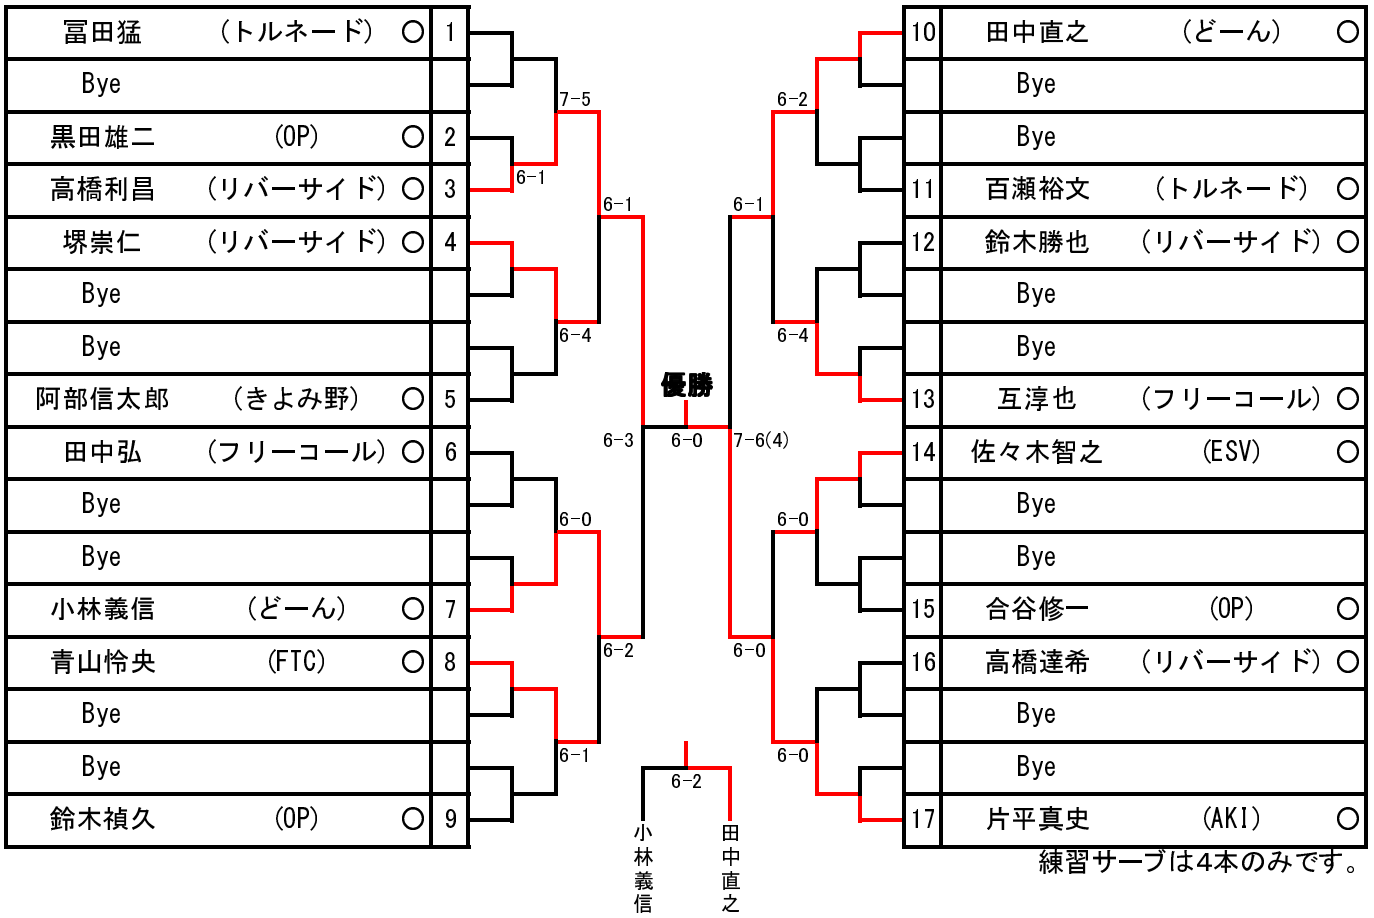 冨田猛 (トルネード) ○ 1
Bye
黒田雄二 (OP) ○ 2
高橋利昌 (リバーサイド) ○ 3
堺崇仁 (リバーサイド) ○ 4
Bye
Bye
阿部信太郎 (きよみ野) ○ 5
田中弘 (フリーコール) ○ 6
Bye
Bye
小林義信 (どーん) ○ 7
青山怜央 (FTC) ○ 8
Bye
Bye
鈴木禎久 (OP) ○ 9
7-5
6-1
6-1
6-4
6-3
6-0
6-2
6-1
優勝
6-0
6-2
小林義信
田中直之
6-2
6-1
6-4
7-6(4)
6-0
6-0
6-0
10 田中直之 (どーん) ○
Bye
Bye
11 百瀬裕文 (トルネード) ○
12 鈴木勝也 (リバーサイド) ○
Bye
Bye
13 互淳也 (フリーコール) ○
14 佐々木智之 (ESV) ○
Bye
Bye
15 合谷修一 (OP) ○
16 高橋達希 (リバーサイド) ○
Bye
Bye
17 片平真史 (AKI) ○
練習サーブは4本のみです。